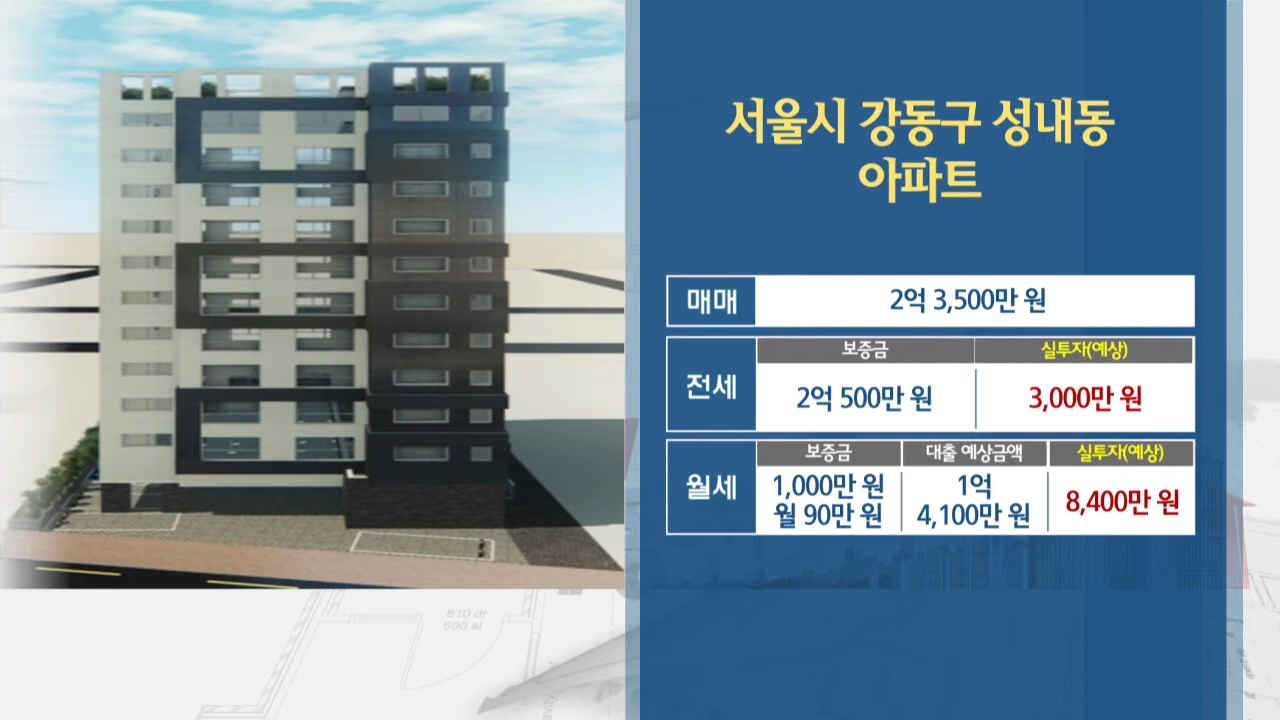 서울시 강동구 성내동
아파트
매매
2억 3,500만 원
전세
보증금
실투자(예상)
2억 500만 원
3,000만 원
월세
보증금
대출 예상금액
실투자(예상)
1,000만 원
월 90만 원
1억
4,100만 원
8,400만 원
610 dr